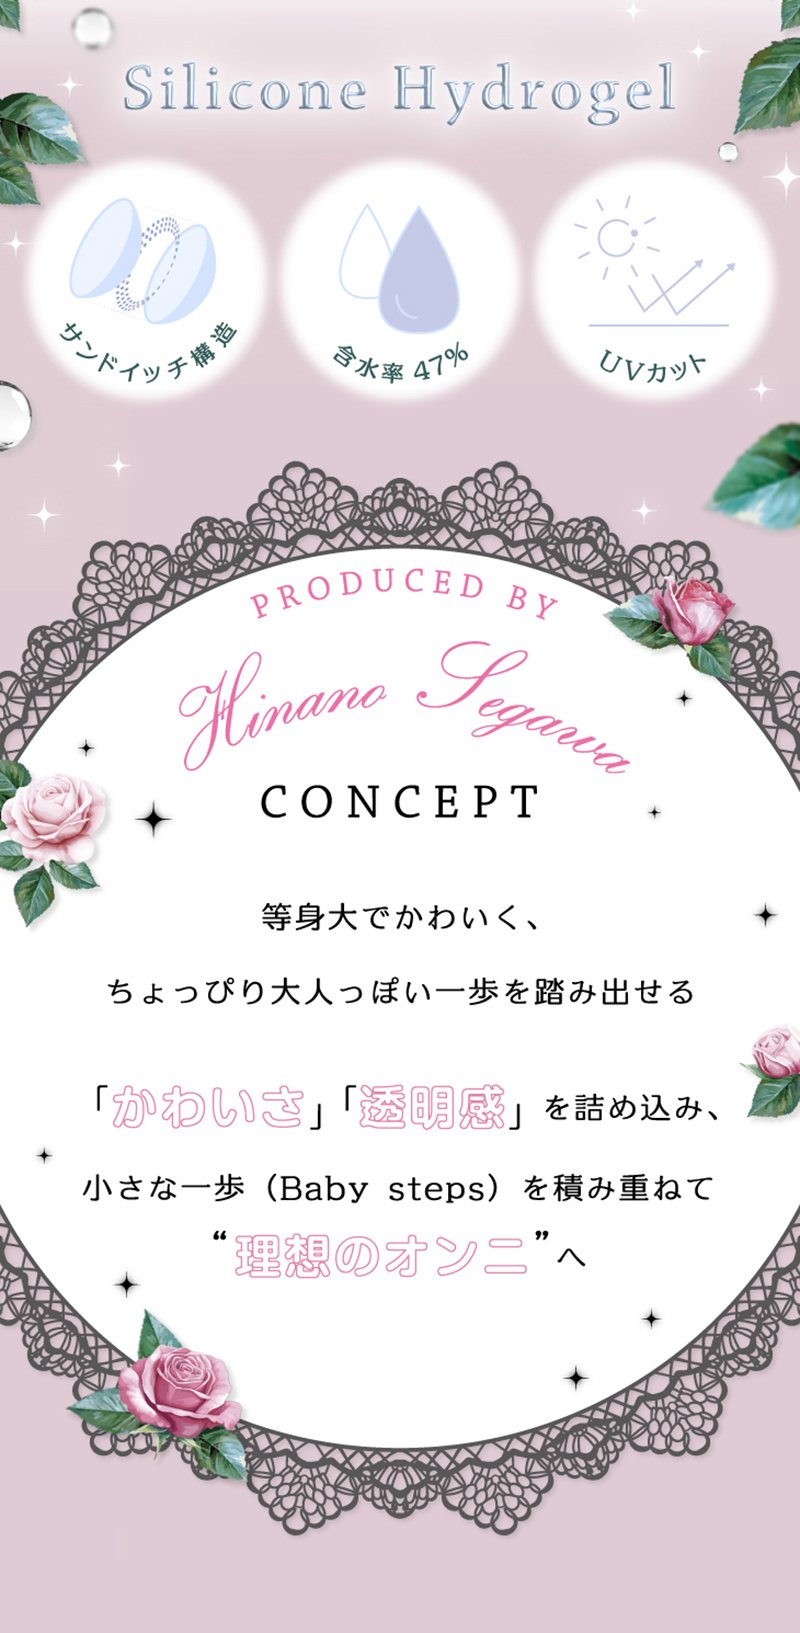 Silicone Hydrogel
サンドイッチ構造
含水率 47%
UVカット
PRODUCED BY
Hinano Segawa
CONCEPT
等身大でかわいく、
ちょっぴり大人っぽい一歩を踏み出せる
「かわいさ」「透明感」を詰め込み、
小さな一歩（Baby steps）を積み重ねて
“理想のオンニ”へ